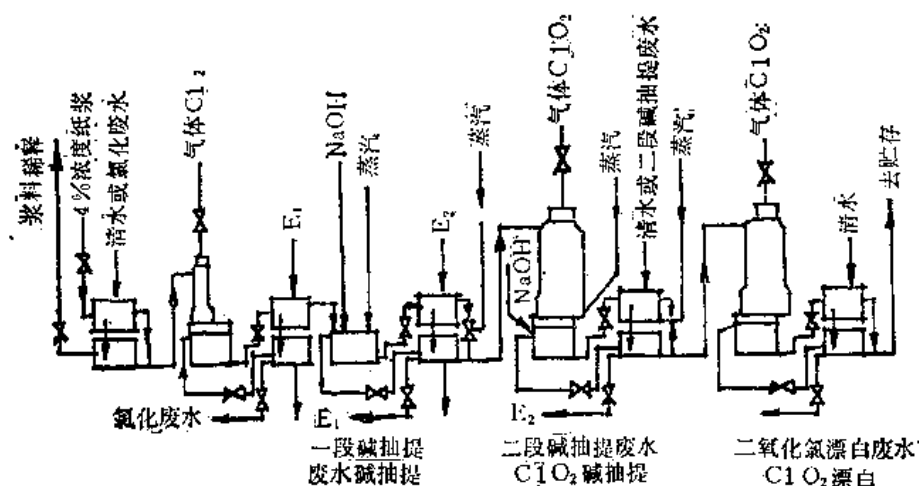 浆料稀释
4%浓度纸浆
清水或氯化废水
气体Cl₂
E₁
NaOH
蒸汽
E₂
蒸汽
气体ClO₂
NaOH
蒸汽
清水或二段碱抽提废水
蒸汽
气体ClO₂
清水
去贮存
氯化废水
E₁
E₂
一段碱抽提
废水碱抽提
二段碱抽提废水
ClO₂碱抽提
二氧化氯漂白废水
ClO₂漂白